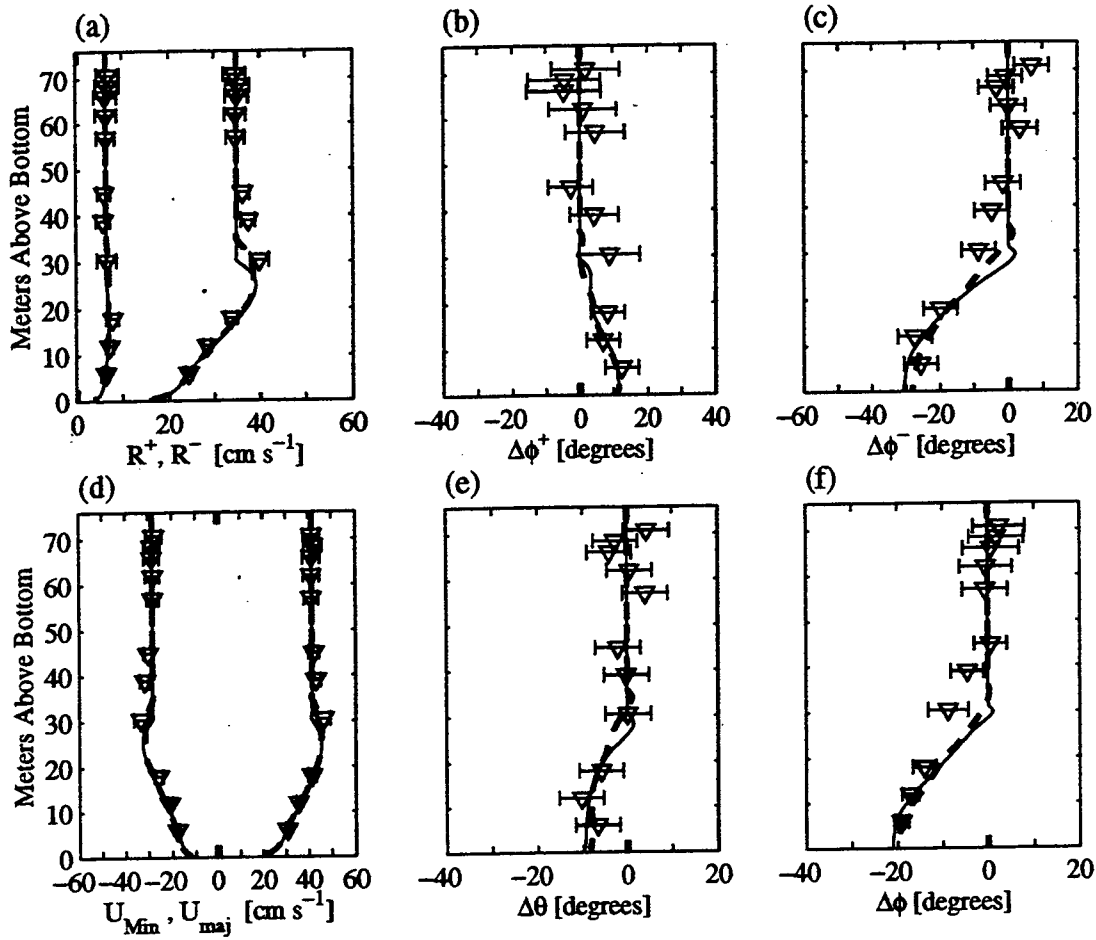 (a)
(b)
(c)
70
60
50
40
30
20
10
0
Meters Above Bottom
0 20 40 60
R⁺, R⁻ [cm s⁻¹]
−40 −20 0 20 40
Δϕ⁺ [degrees]
−60 −40 −20 0 20
Δϕ⁻ [degrees]
(d)
(e)
(f)
70
60
50
40
30
20
10
0
Meters Above Bottom
−60 −40 −20 0 20 40 60
U_Min , U_maj [cm s⁻¹]
−40 −20 0 20
Δθ [degrees]
−40 −20 0 20
Δϕ [degrees]